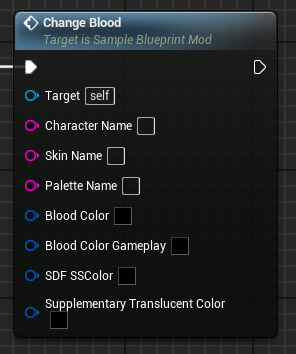 Change Blood
Target is Sample Blueprint Mod
Target self
Character Name
Skin Name
Palette Name
Blood Color
Blood Color Gameplay
SDF SSColor
Supplementary Translucent Color